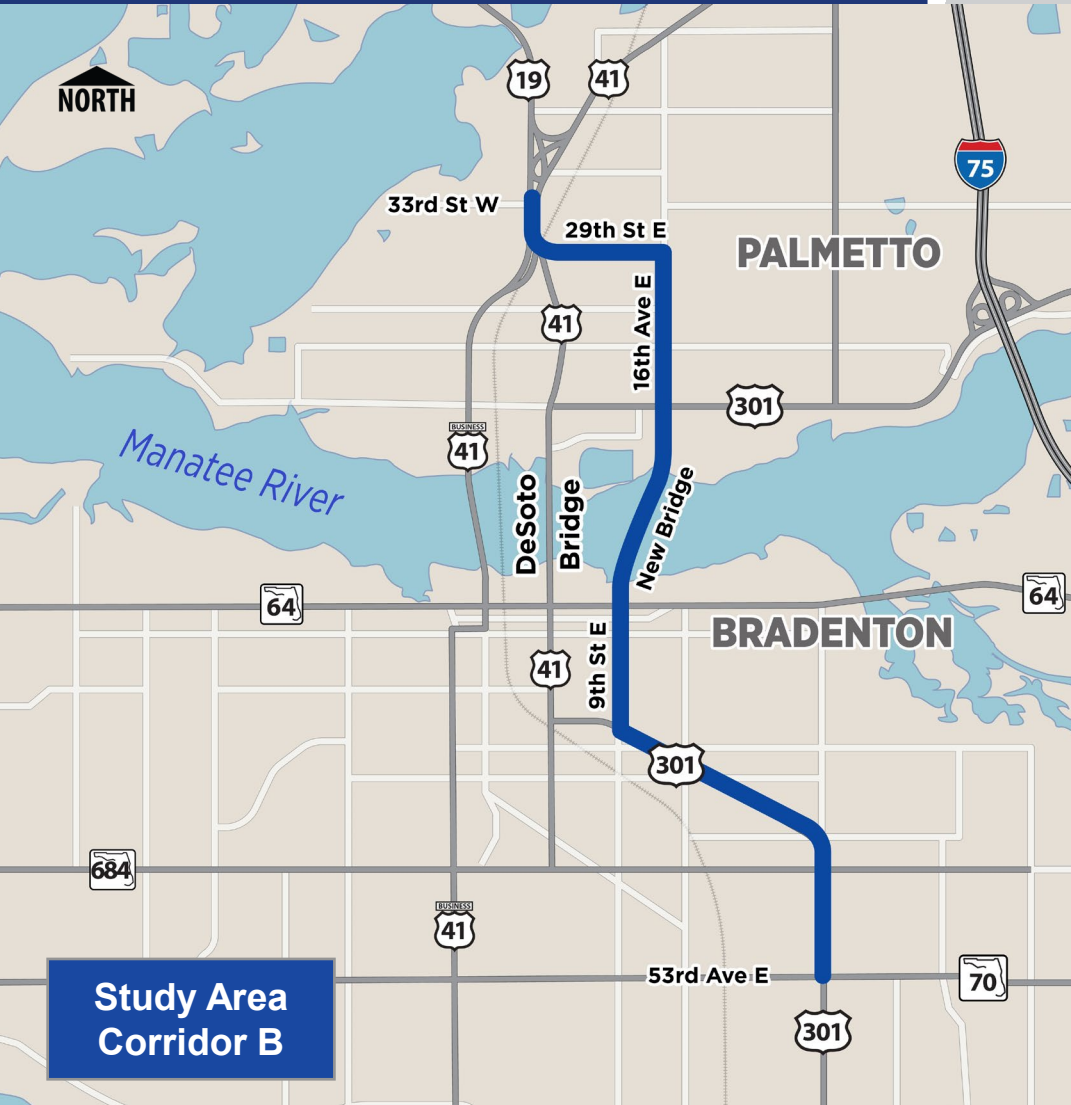 NORTH
19
41
75
33rd St W
29th St E
PALMETTO
16th Ave E
41
301
BUSINESS
41
Manatee River
DeSoto
Bridge
New Bridge
64
64
BRADENTON
9th St E
41
301
684
BUSINESS
41
53rd Ave E
70
Study Area
Corridor B
301